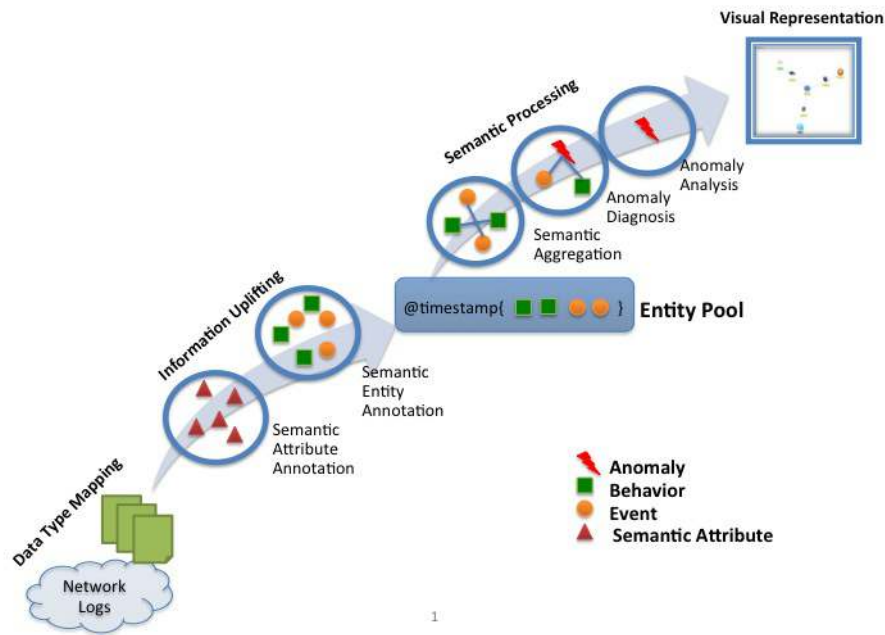 Visual Representation
Semantic Processing
Anomaly
Analysis
Anomaly
Diagnosis
Semantic
Aggregation
@timestamp{ }
Entity Pool
Information Uplifting
Semantic
Entity
Annotation
Semantic
Attribute
Annotation
Data Type Mapping
Network
Logs
Anomaly
Behavior
Event
Semantic Attribute
1